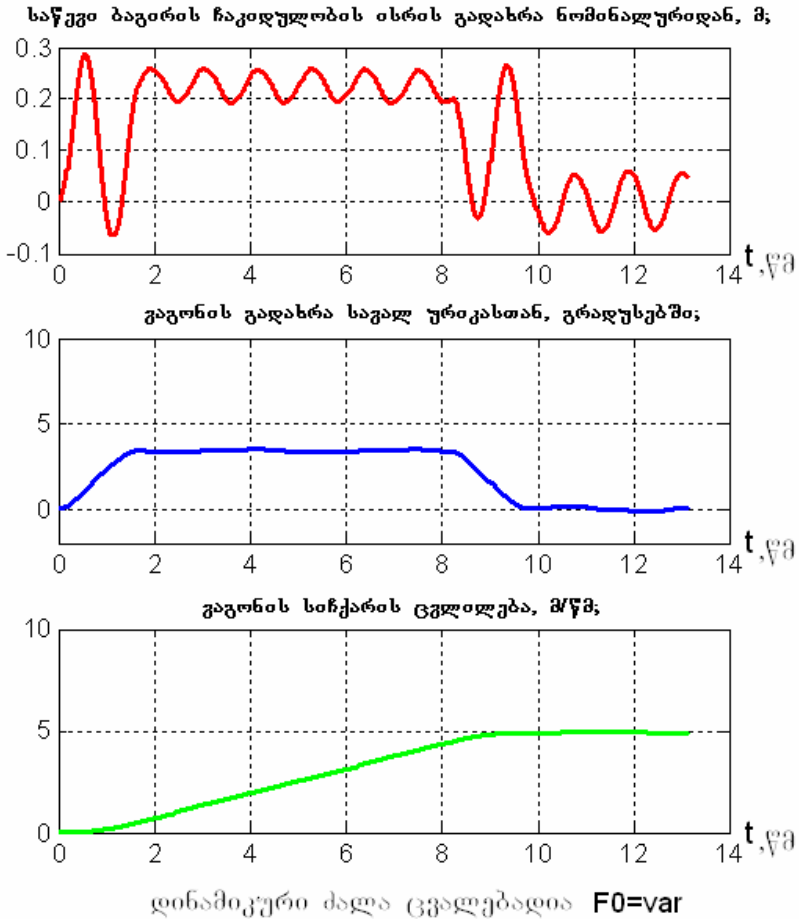 საწევი ბაგირის ჩაკიდულობის ისრის გადახრა ნომინალურიდან, მ;
0.3
0.2
0.1
0
-0.1
0 2 4 6 8 10 12 14
t ,წმ
ვაგონის გადახრა სავალ ურიკასთან, გრადუსებში;
10
5
0
0 2 4 6 8 10 12 14
t ,წმ
ვაგონის სიჩქარის ცვლილება, მ/წმ;
10
5
0
0 2 4 6 8 10 12 14
t ,წმ
დინამიკური ძალა ცვალებადია F0=var